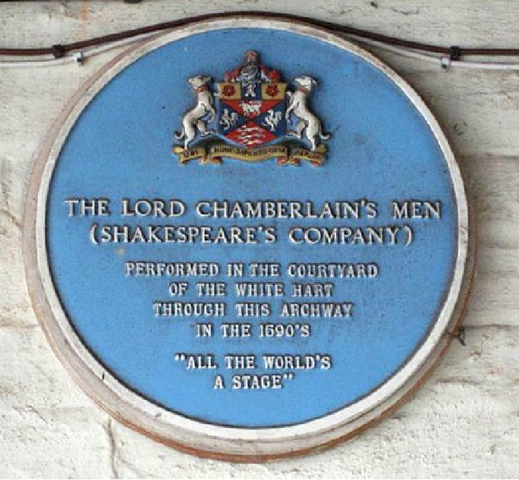 THE LORD CHAMBERLAIN'S MEN
(SHAKESPEARE'S COMPANY)
PERFORMED IN THE COURTYARD
OF THE WHITE HART
THROUGH THIS ARCHWAY
IN THE 1590'S
"ALL THE WORLD'S
A STAGE"